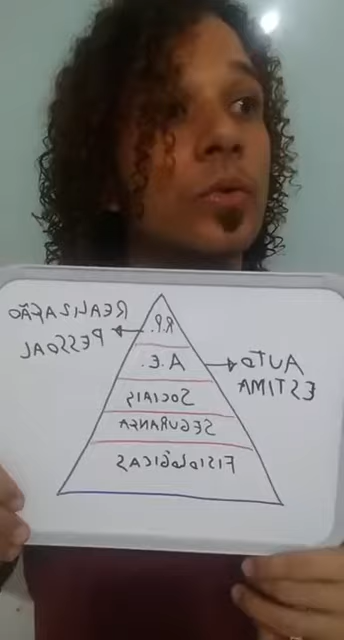 REALIZAÇÃO
PESSOAL
R.P.
A.E.
AUTO
ESTIMA
SOCIAIS
SEGURANÇA
FISIOLÓGICAS